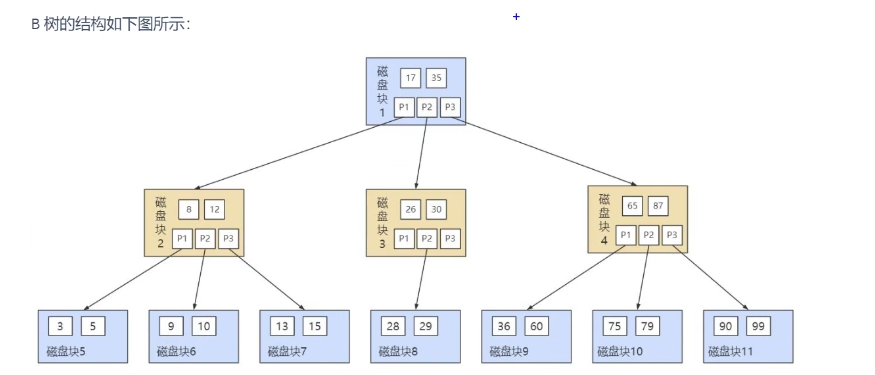 B 树的结构如下图所示：
+
磁盘块1
17 35
P1 P2 P3
磁盘块2
8 12
P1 P2 P3
磁盘块3
26 30
P1 P2 P3
磁盘块4
65 87
P1 P2 P3
3 5
磁盘块5
9 10
磁盘块6
13 15
磁盘块7
28 29
磁盘块8
36 60
磁盘块9
75 79
磁盘块10
90 99
磁盘块11